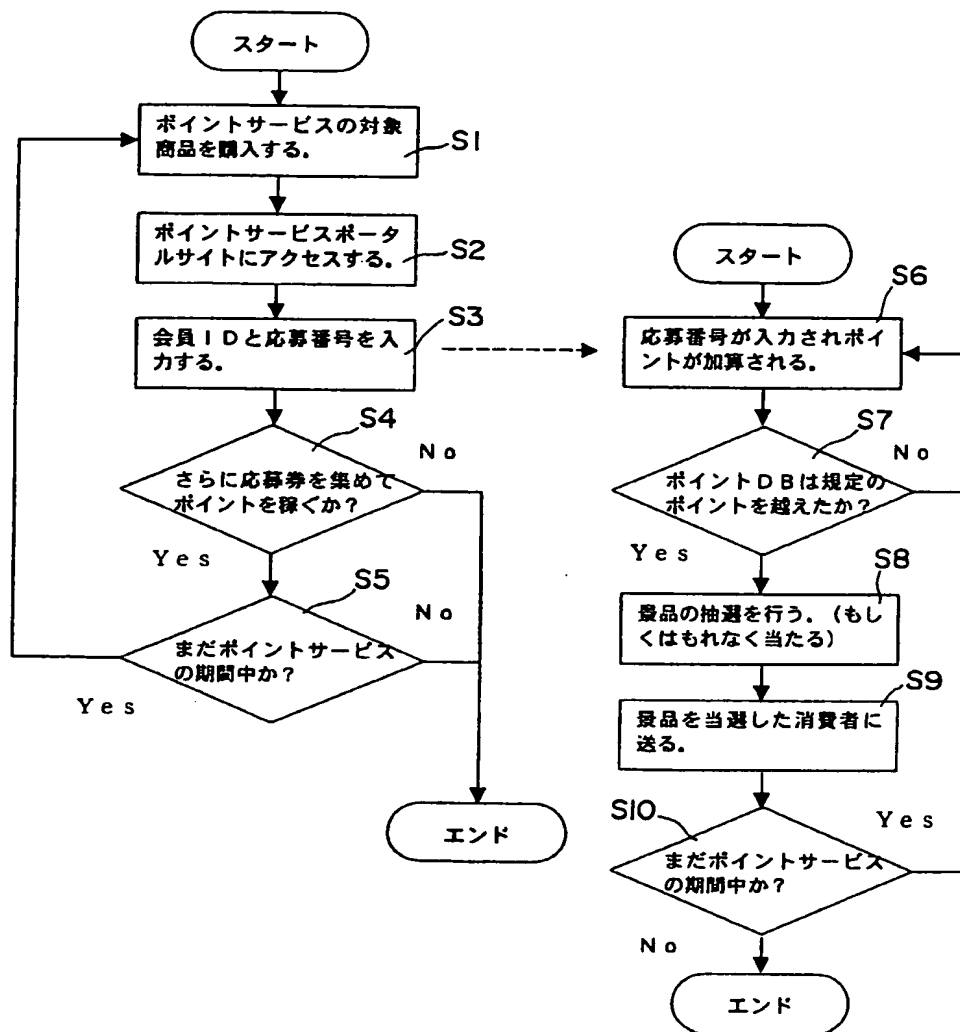 スタート
ポイントサービスの対象
商品を購入する。
S1
ポイントサービスポータ
ルサイトにアクセスする。
S2
会員IDと応募番号を入
力する。
S3
S4
さらに応募券を集めて
ポイントを稼ぐか?
No
Yes
S5
まだポイントサービス
の期間中か?
No
Yes
エンド
スタート
S6
応募番号が入力されポイ
ントが加算される。
S7
ポイントDBは規定の
ポイントを越えたか?
No
Yes
S8
景品の抽選を行う。(もし
くはもれなく当たる)
S9
景品を当選した消費者に
送る。
S10
まだポイントサービス
の期間中か?
Yes
No
エンド